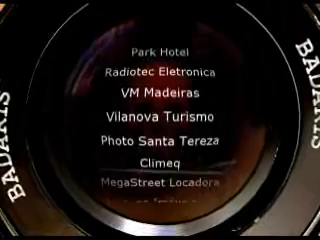 Park Hotel
Radiotec Eletronica
VM Madeiras
Vilanova Turismo
Photo Santa Tereza
Climeq
MegaStreet Locadora
BADARIS
BADARIS